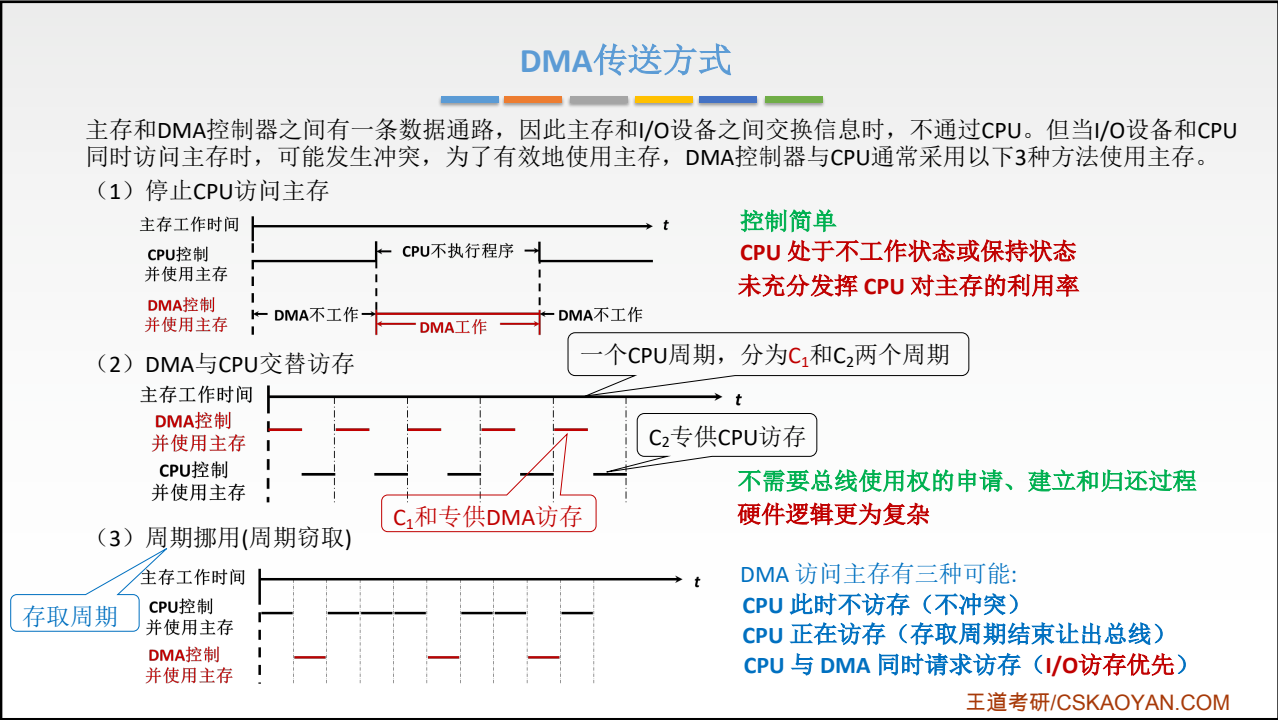 DMA传送方式
主存和DMA控制器之间有一条数据通路，因此主存和I/O设备之间交换信息时，不通过CPU。但当I/O设备和CPU
同时访问主存时，可能发生冲突，为了有效地使用主存，DMA控制器与CPU通常采用以下3种方法使用主存。
（1）停止CPU访问主存
主存工作时间
t
CPU控制
并使用主存
CPU不执行程序
DMA控制
并使用主存
DMA不工作
DMA工作
DMA不工作
控制简单
CPU 处于不工作状态或保持状态
未充分发挥 CPU 对主存的利用率
（2）DMA与CPU交替访存
一个CPU周期，分为C1和C2两个周期
主存工作时间
t
DMA控制
并使用主存
C2专供CPU访存
CPU控制
并使用主存
C1和专供DMA访存
不需要总线使用权的申请、建立和归还过程
硬件逻辑更为复杂
（3）周期挪用(周期窃取)
存取周期
主存工作时间
t
CPU控制
并使用主存
DMA控制
并使用主存
DMA 访问主存有三种可能:
CPU 此时不访存（不冲突）
CPU 正在访存（存取周期结束让出总线）
CPU 与 DMA 同时请求访存（I/O访存优先）
王道考研/CSKAOYAN.COM